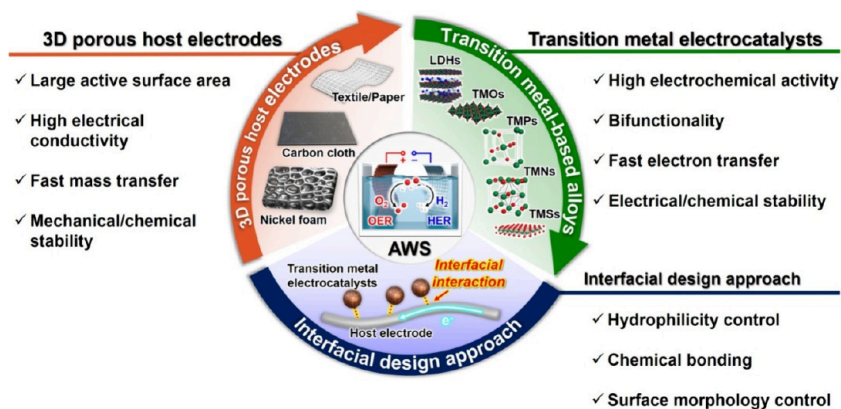 3D porous host electrodes
✓ Large active surface area
✓ High electrical
conductivity
✓ Fast mass transfer
✓ Mechanical/chemical
stability
3D porous host electrodes
Textile/Paper
Carbon cloth
Nickel foam
Transition metal-based alloys
LDHs
TMOs
TMPs
TMNs
TMSs
Transition metal electrocatalysts
✓ High electrochemical activity
✓ Bifunctionality
✓ Fast electron transfer
✓ Electrical/chemical stability
+ −
O₂ H₂
OER HER
AWS
Transition metal
electrocatalysts
Interfacial
interaction
e⁻
Host electrode
Interfacial design approach
Interfacial design approach
✓ Hydrophilicity control
✓ Chemical bonding
✓ Surface morphology control